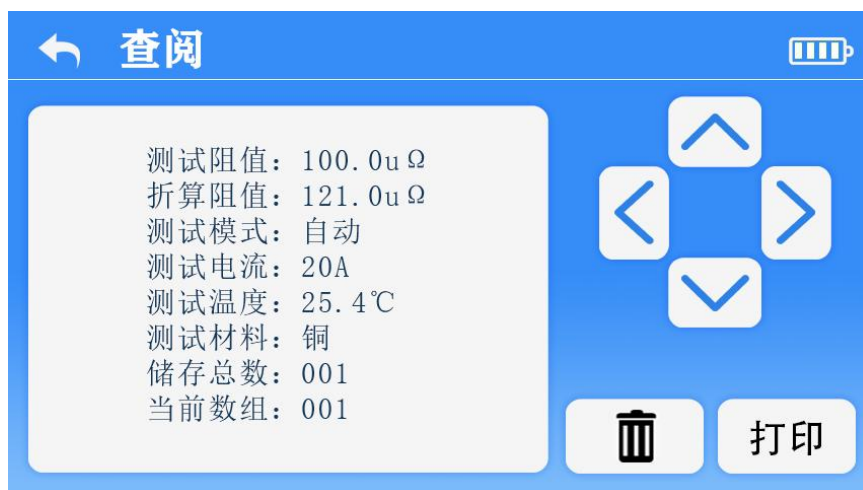 查阅
测试阻值：100.0uΩ
折算阻值：121.0uΩ
测试模式：自动
测试电流：20A
测试温度：25.4℃
测试材料：铜
储存总数：001
当前数组：001
打印